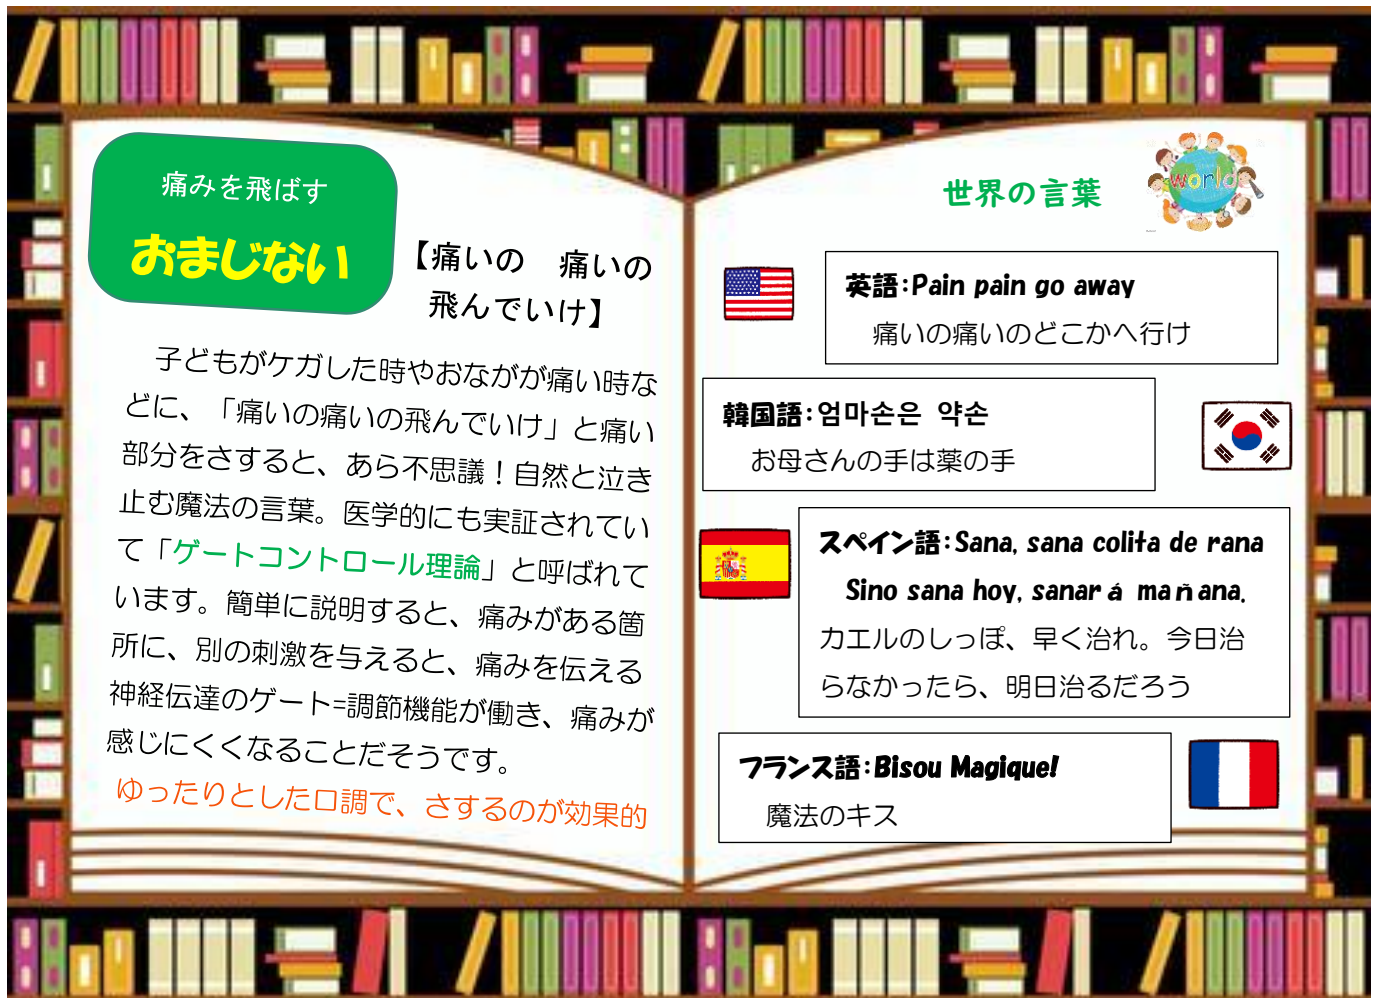 痛みを飛ばす
おまじない
【痛いの　痛いの
飛んでいけ】
子どもがケガした時やおながが痛い時な
どに、「痛いの痛いの飛んでいけ」と痛い
部分をさすると、あら不思議！自然と泣き
止む魔法の言葉。医学的にも実証されてい
て「ゲートコントロール理論」と呼ばれて
います。簡単に説明すると、痛みがある箇
所に、別の刺激を与えると、痛みを伝える
神経伝達のゲート=調節機能が働き、痛みが
感じにくくなることだそうです。
ゆったりとした口調で、さするのが効果的
世界の言葉
world
英語：Pain pain go away
痛いの痛いのどこかへ行け
韓国語：엄마손은 약손
お母さんの手は薬の手
スペイン語：Sana, sana colita de rana
Sino sana hoy, sanará mañana.
カエルのしっぽ、早く治れ。今日治
らなかったら、明日治るだろう
フランス語：Bisou Magique!
魔法のキス